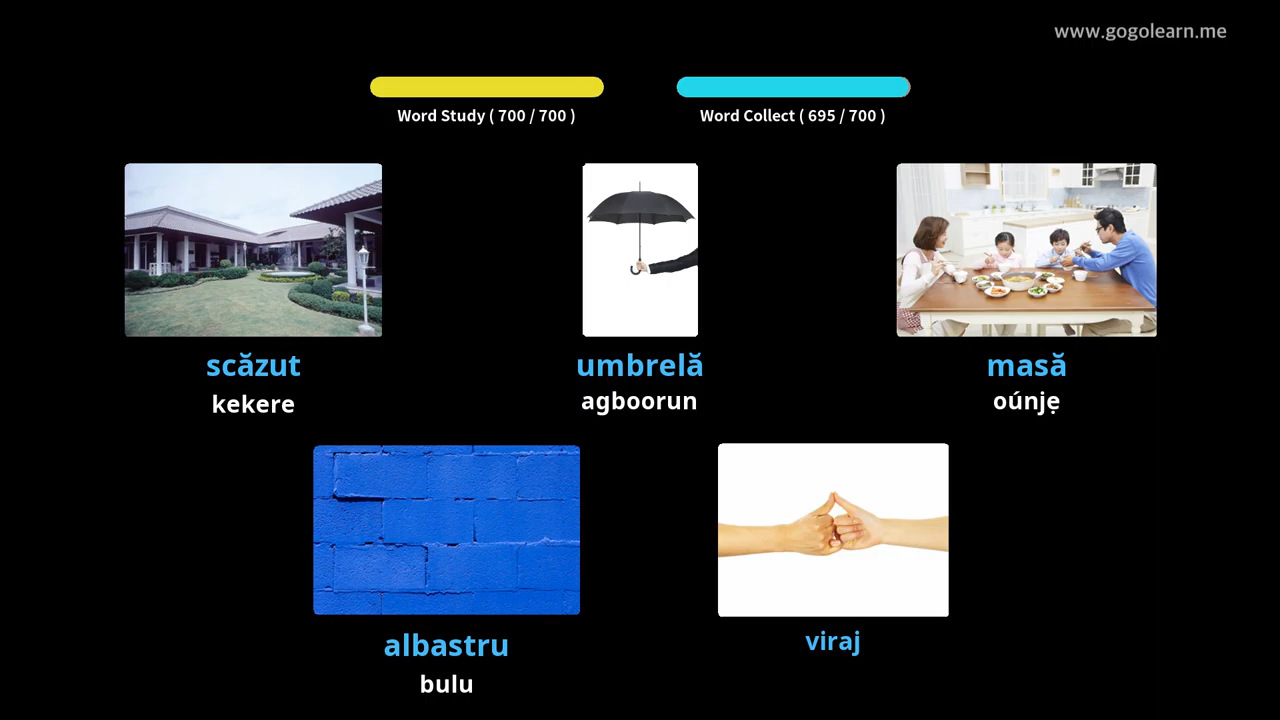 www.gogolearn.me
Word Study ( 700 / 700 )
Word Collect ( 695 / 700 )
scăzut
kekere
umbrelă
agboorun
masă
oúnjẹ
albastru
bulu
viraj